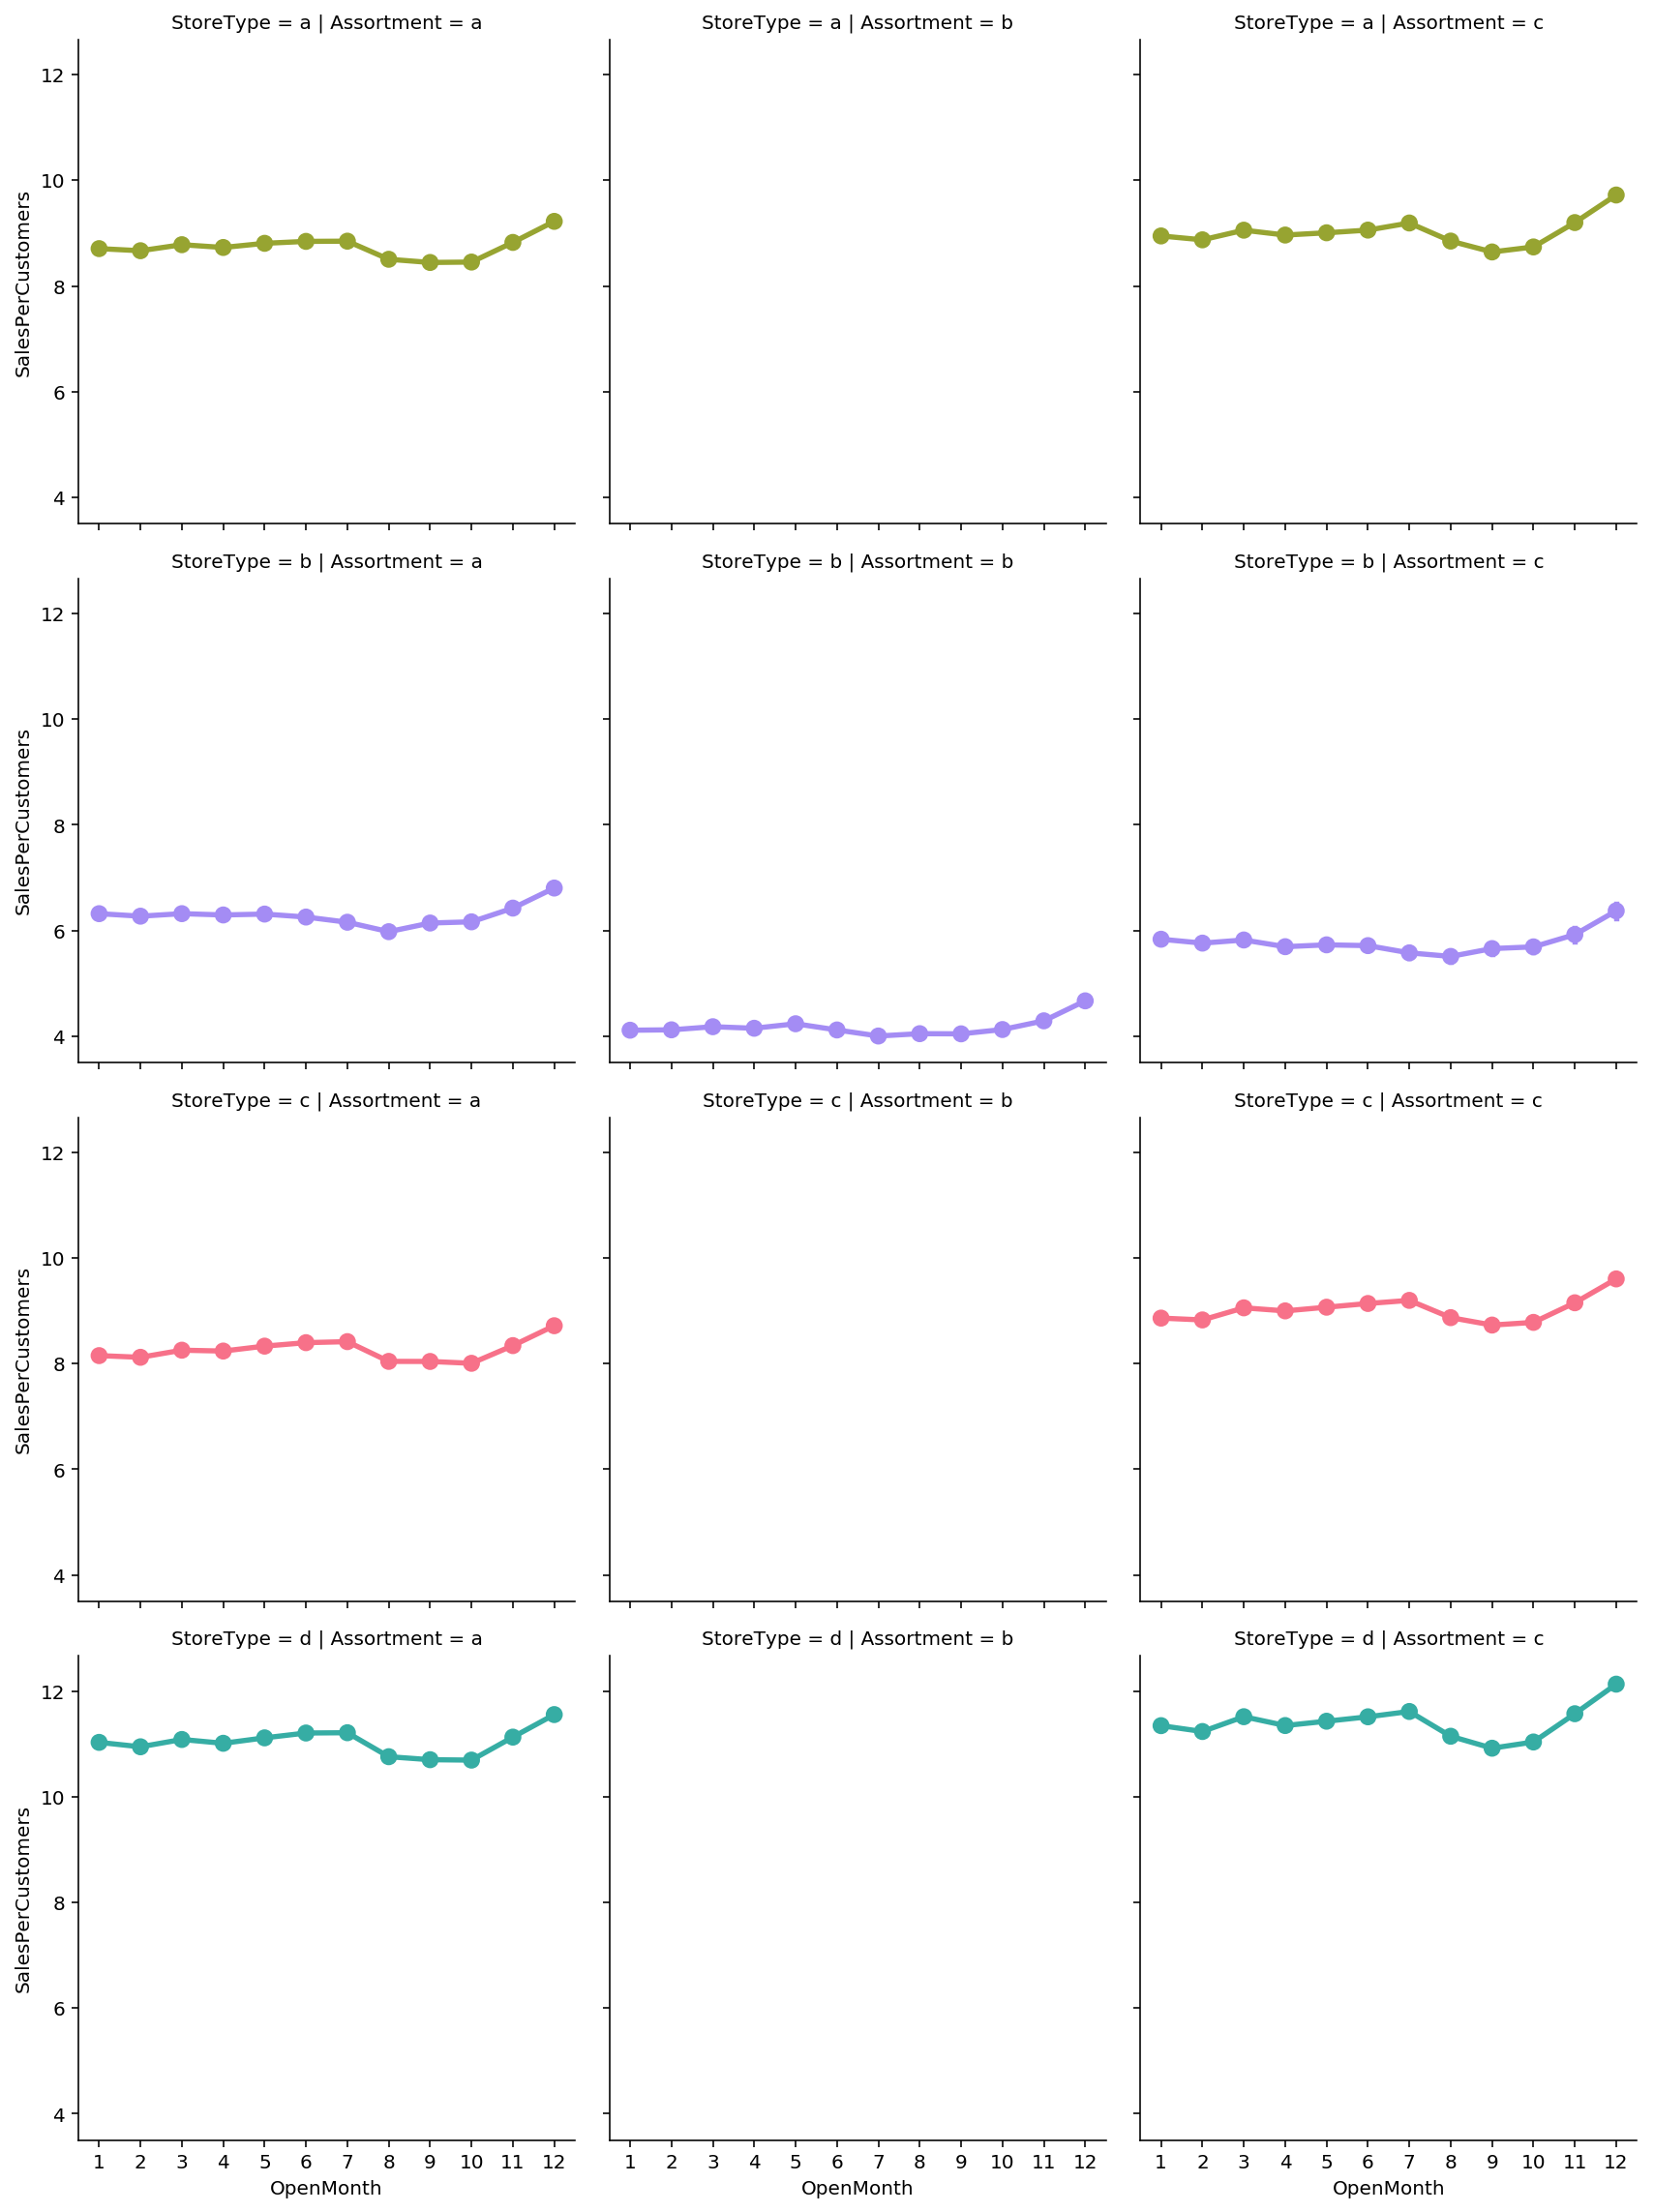 StoreType = a | Assortment = a
StoreType = a | Assortment = b
StoreType = a | Assortment = c
12
10
8
6
4
SalesPerCustomers
StoreType = b | Assortment = a
StoreType = b | Assortment = b
StoreType = b | Assortment = c
12
10
8
6
4
SalesPerCustomers
StoreType = c | Assortment = a
StoreType = c | Assortment = b
StoreType = c | Assortment = c
12
10
8
6
4
SalesPerCustomers
StoreType = d | Assortment = a
StoreType = d | Assortment = b
StoreType = d | Assortment = c
12
10
8
6
4
SalesPerCustomers
1 2 3 4 5 6 7 8 9 10 11 12
1 2 3 4 5 6 7 8 9 10 11 12
1 2 3 4 5 6 7 8 9 10 11 12
OpenMonth
OpenMonth
OpenMonth